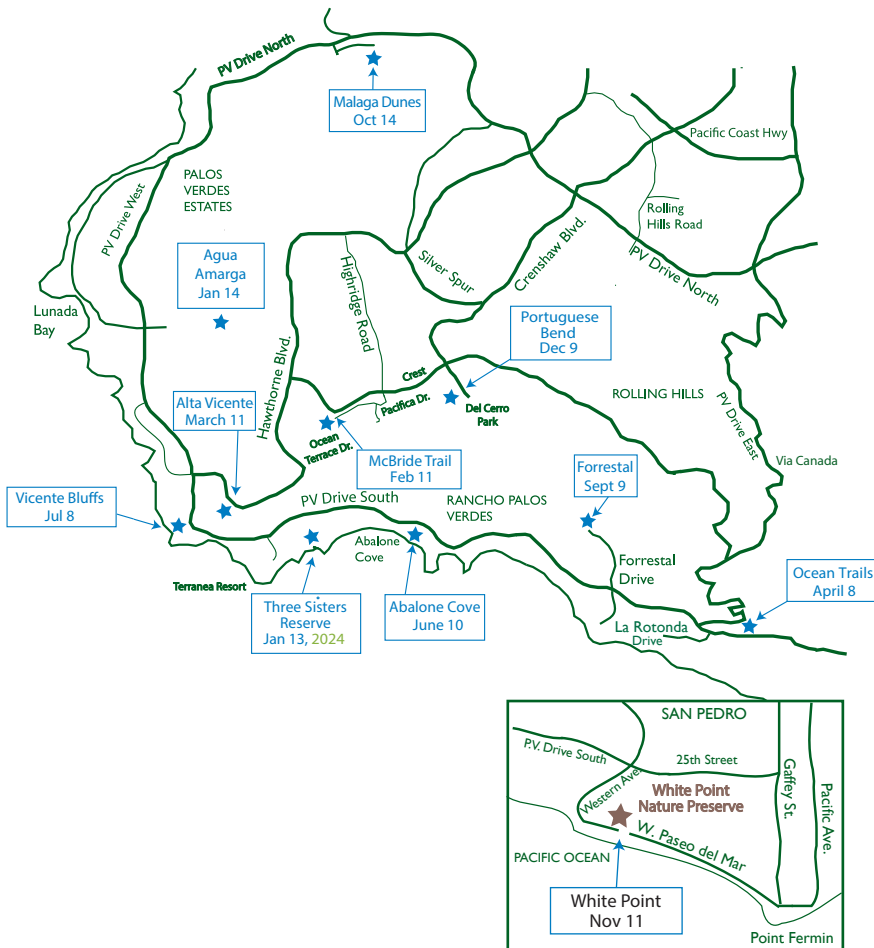 PV Drive North
Malaga Dunes
Oct 14
Pacific Coast Hwy
PALOS
VERDES
ESTATES
PV Drive West
Rolling
Hills Road
Agua
Amarga
Jan 14
Silver Spur
Crenshaw Blvd.
PV Drive North
Highridge Road
Lunada
Bay
Hawthorne Blvd.
Portuguese
Bend
Dec 9
Crest
ROLLING HILLS
Alta Vicente
March 11
Pacifica Dr.
Del Cerro
Park
PV Drive East
Ocean
Terrace Dr.
McBride Trail
Feb 11
Via Canada
Forrestal
Sept 9
Vicente Bluffs
Jul 8
PV Drive South
RANCHO PALOS
VERDES
Abalone
Cove
Forrestal
Drive
Ocean Trails
April 8
Terranea Resort
Three Sisters
Reserve
Jan 13, 2024
Abalone Cove
June 10
La Rotonda
Drive
SAN PEDRO
P.V. Drive South
25th Street
Western Ave.
Gaffey St.
Pacific Ave.
White Point
Nature Preserve
W. Paseo del Mar
PACIFIC OCEAN
White Point
Nov 11
Point Fermin